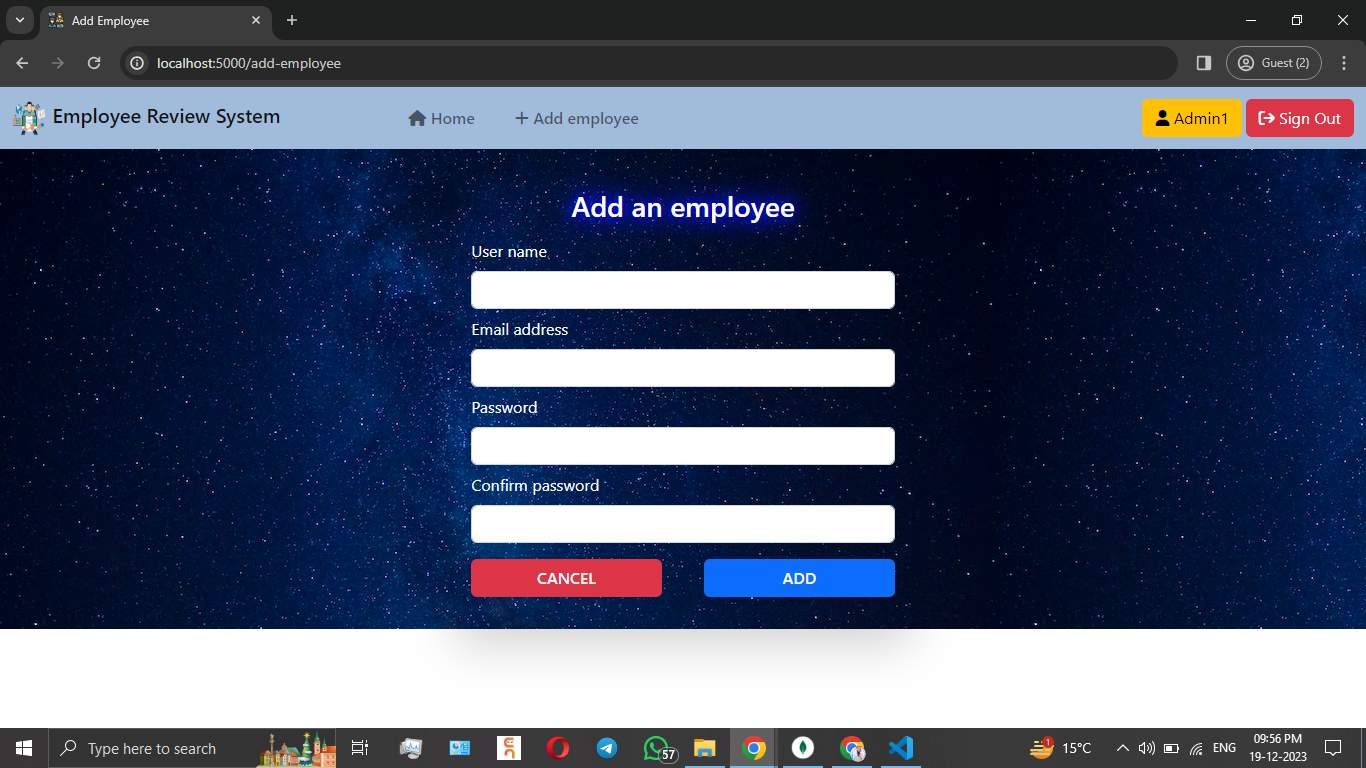 Add Employee
localhost:5000/add-employee
Guest (2)
Employee Review System
Home
Add employee
Admin1
Sign Out
Add an employee
User name
Email address
Password
Confirm password
CANCEL
ADD
Type here to search
57
1
15°C
ENG
09:56 PM
19-12-2023